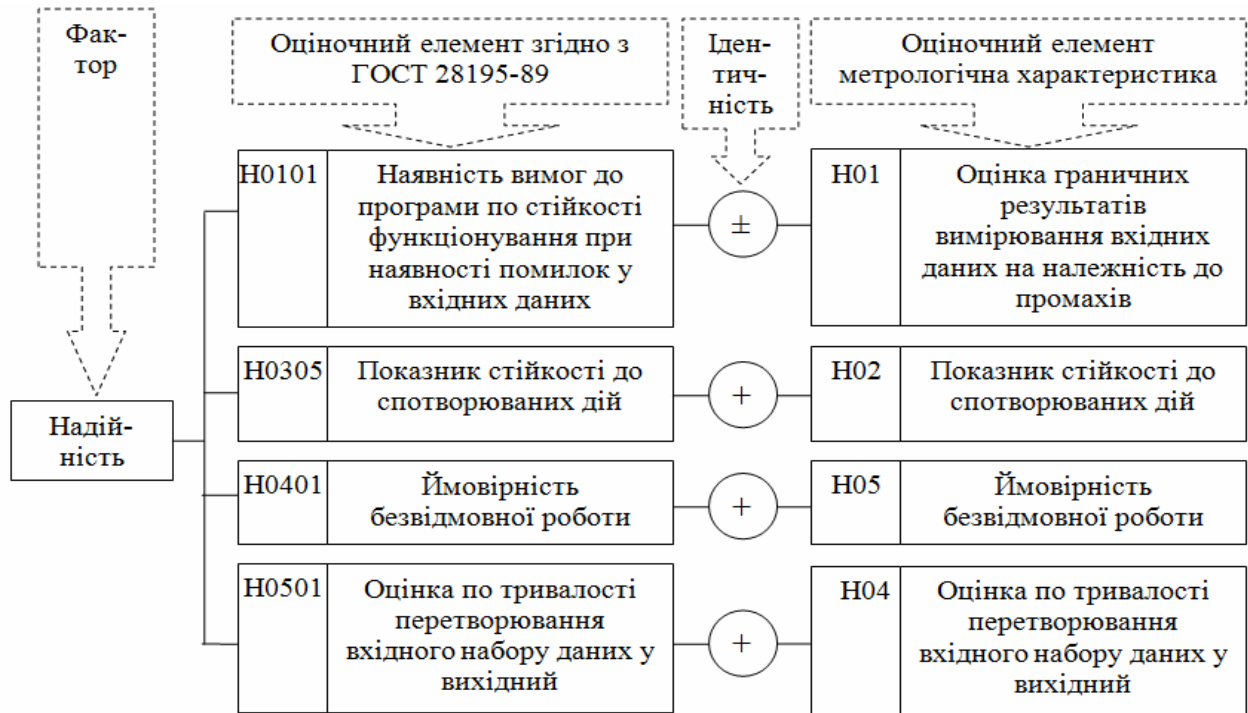 Фак-
тор
Оціночний елемент згідно з
ГОСТ 28195-89
Іден-
тич-
ність
Оціночний елемент
метрологічна характеристика
Надій-
ність
Н0101
Наявність вимог до
програми по стійкості
функціонування при
наявності помилок у
вхідних даних
±
Н01
Оцінка граничних
результатів
вимірювання вхідних
даних на належність до
промахів
Н0305
Показник стійкості до
спотворюваних дій
+
Н02
Показник стійкості до
спотворюваних дій
Н0401
Ймовірність
безвідмовної роботи
+
Н05
Ймовірність
безвідмовної роботи
Н0501
Оцінка по тривалості
перетворювання
вхідного набору даних у
вихідний
+
Н04
Оцінка по тривалості
перетворювання
вхідного набору даних у
вихідний